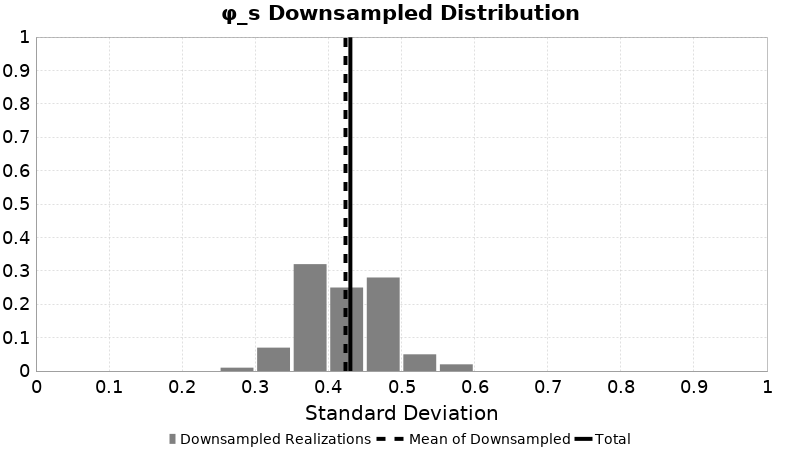 φ_s Downsampled Distribution
1
0.9
0.8
0.7
0.6
0.5
0.4
0.3
0.2
0.1
0
0 0.1 0.2 0.3 0.4 0.5 0.6 0.7 0.8 0.9 1
Standard Deviation
Downsampled Realizations Mean of Downsampled Total